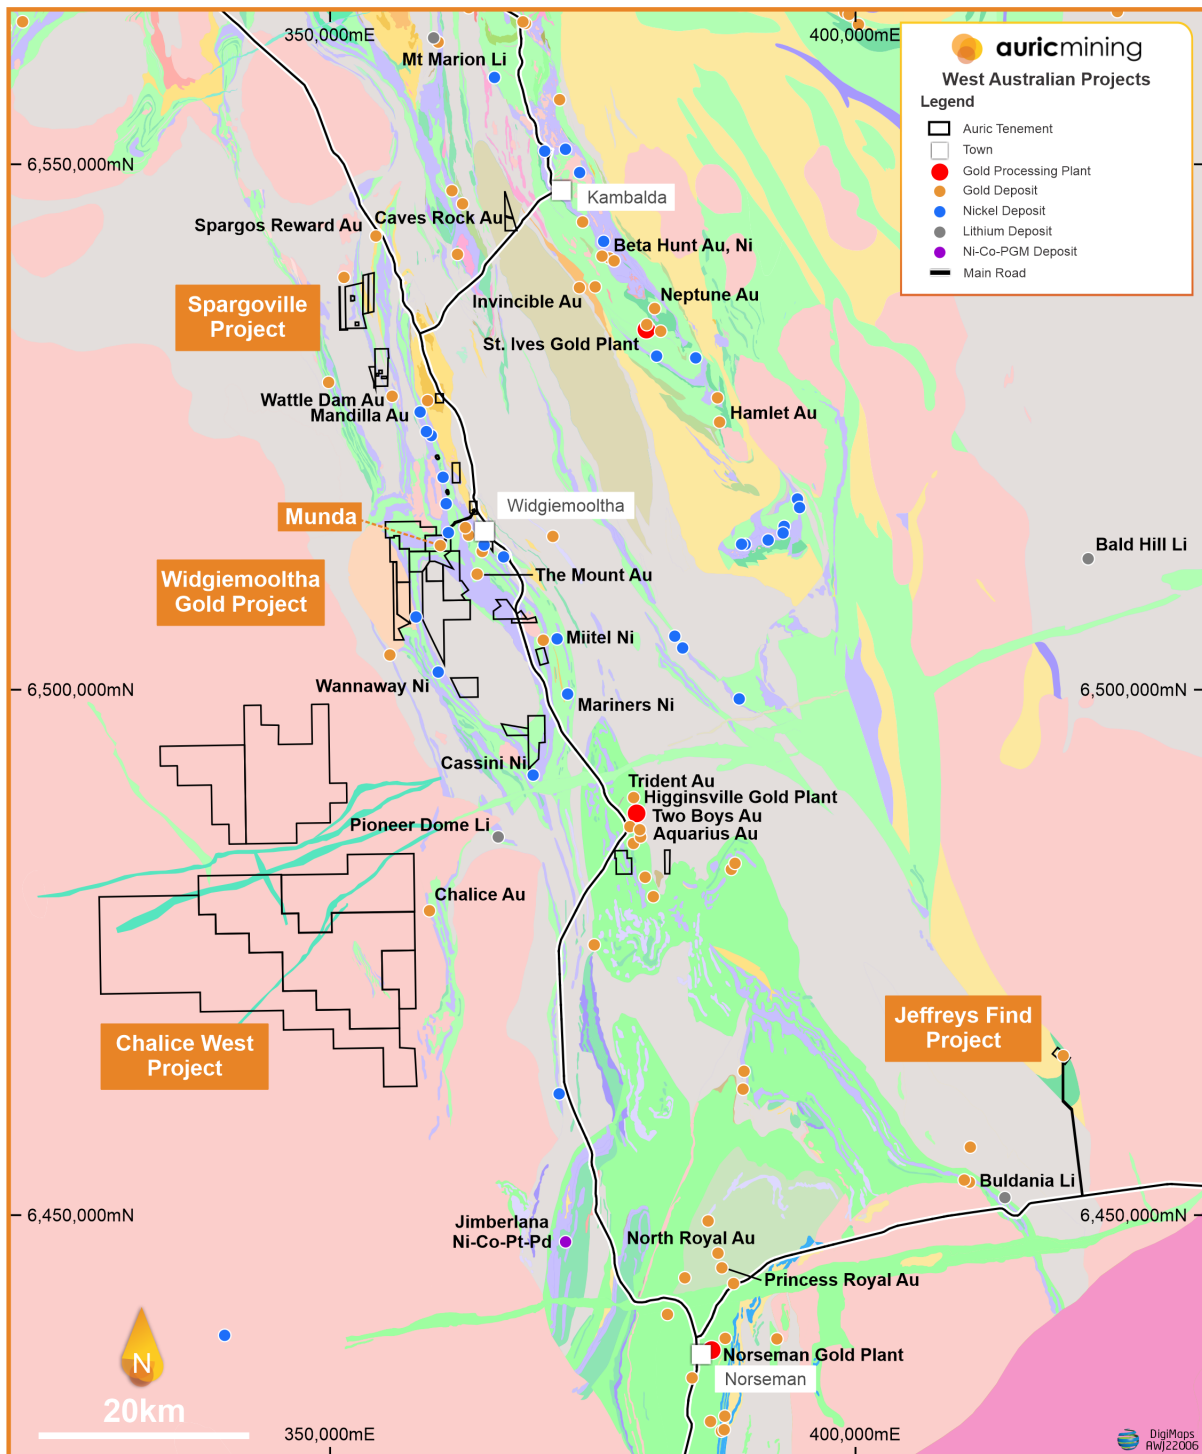 350,000mE
400,000mE
auricmining
West Australian Projects
Legend
Auric Tenement
Town
Gold Processing Plant
Gold Deposit
Nickel Deposit
Lithium Deposit
Ni-Co-PGM Deposit
Main Road
Mt Marion Li
6,550,000mN
Kambalda
Spargos Reward Au
Caves Rock Au
Beta Hunt Au, Ni
Spargoville
Project
Invincible Au
Neptune Au
St. Ives Gold Plant
Wattle Dam Au
Mandilla Au
Hamlet Au
Munda
Widgiemooltha
Bald Hill Li
Widgiemooltha
Gold Project
The Mount Au
Miitel Ni
Wannaway Ni
6,500,000mN
6,500,000mN
Mariners Ni
Cassini Ni
Trident Au
Higginsville Gold Plant
Two Boys Au
Pioneer Dome Li
Aquarius Au
Chalice Au
Chalice West
Project
Jeffreys Find
Project
Buldania Li
6,450,000mN
6,450,000mN
Jimberlana
Ni-Co-Pt-Pd
North Royal Au
Princess Royal Au
N
Norseman Gold Plant
Norseman
20km
350,000mE
400,000mE
DigiMaps
AWJ22006